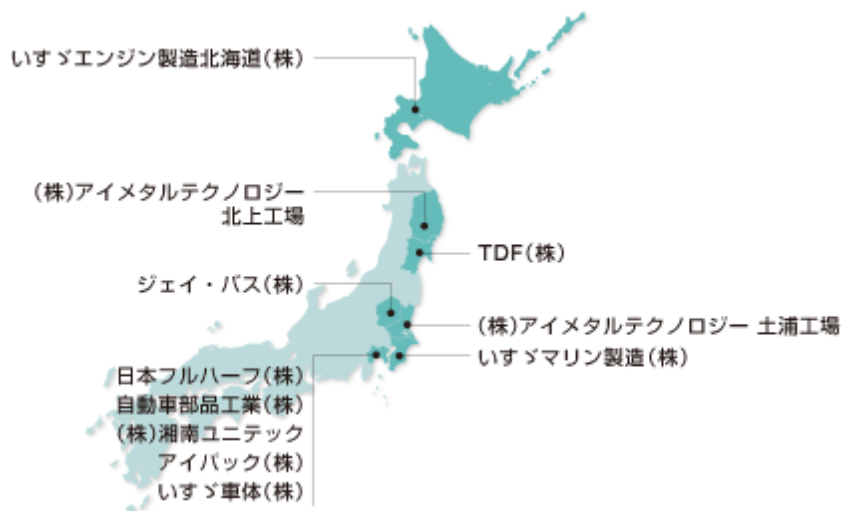 いすゞエンジン製造北海道(株)
(株)アイメタルテクノロジー
北上工場
TDF(株)
ジェイ・バス(株)
(株)アイメタルテクノロジー 土浦工場
いすゞマリン製造(株)
日本フルハーフ(株)
自動車部品工業(株)
(株)湘南ユニテック
アイパック(株)
いすゞ車体(株)